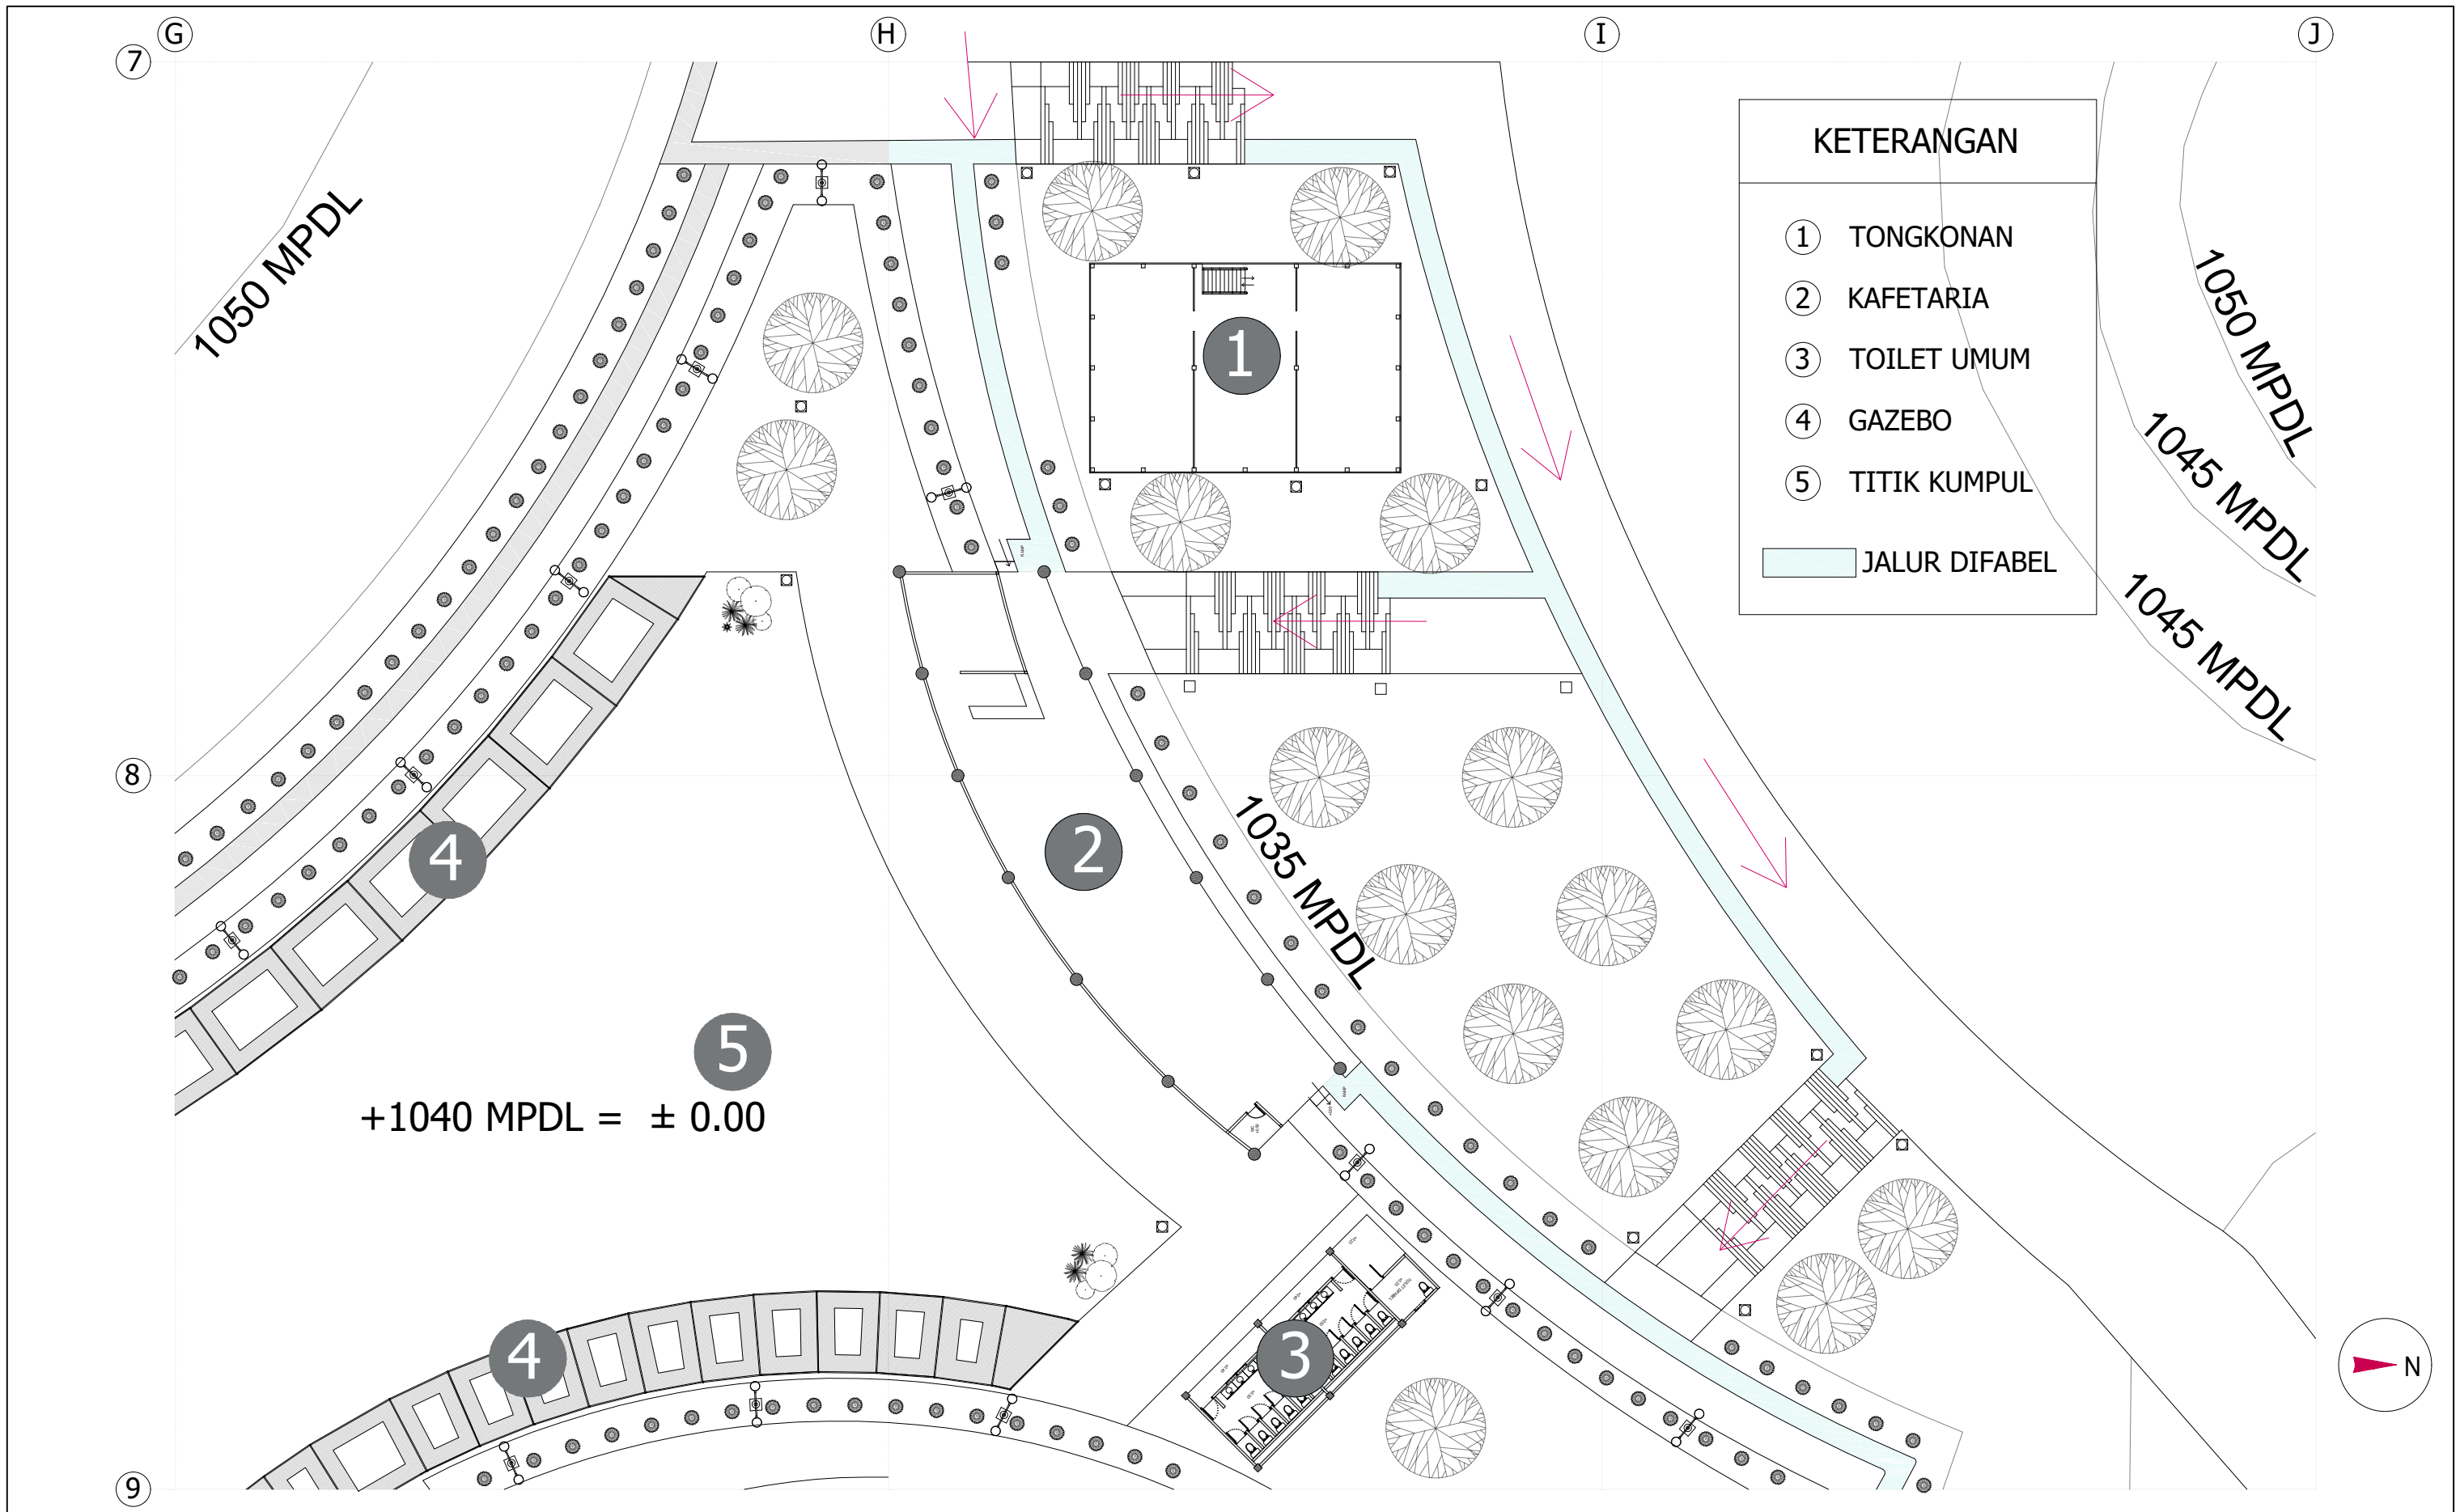 G
H
I
J
7
KETERANGAN
1 TONGKONAN
2 KAFETARIA
3 TOILET UMUM
4 GAZEBO
5 TITIK KUMPUL
JALUR DIFABEL
1050 MPDL
1050 MPDL
1045 MPDL
1045 MPDL
1
8
4
2
1035 MPDL
5
+1040 MPDL = ± 0.00
4
3
N
9